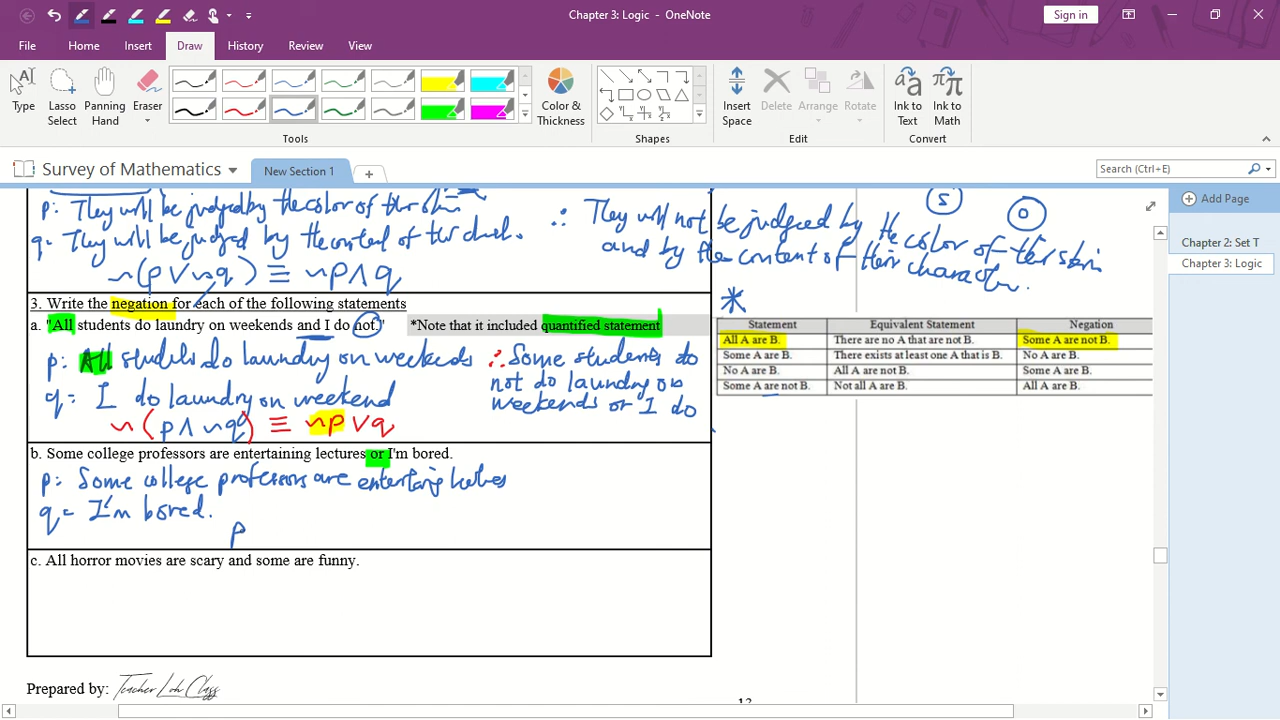 Chapter 3: Logic - OneNote
Sign in
File Home Insert Draw History Review View
Type
Lasso Select
Panning Hand
Eraser
Color & Thickness
Insert Space
Delete
Arrange
Rotate
Ink to Text
Ink to Math
Tools
Shapes
Edit
Convert
Survey of Mathematics
New Section 1
Search (Ctrl+E)
Add Page
Chapter 2: Set T
Chapter 3: Logic
p: They will be judged by the color of their skin
q= They will be judged by the content of their
~(p∨~q) ≡ ~p∧q
∴ They will not be judged by the color of their skin
and by the content of their character.
S
O
3. Write the negation for each of the following statements
a. "All students do laundry on weekends and I do not."
*Note that it included quantified statement
p: All students do laundry on weekends
q= I do laundry on weekend
~(p∧~q) ≡ ~p∨q
∴ Some students do
not do laundry on
weekends or I do
*
Statement Equivalent Statement Negation
All A are B. There are no A that are not B. Some A are not B.
Some A are B. There exists at least one A that is B. No A are B.
No A are B. All A are not B. Some A are B.
Some A are not B. Not all A are B. All A are B.
b. Some college professors are entertaining lectures or I'm bored.
p: Some college professors are entertaining lectures
q= I'm bored.
p
c. All horror movies are scary and some are funny.
Prepared by: Teacher Loh Class
13